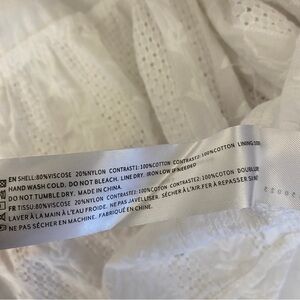 EN SHELL:80%VISCOSE 20%NYLON CONTRAST1:100%COTTON CONTRAST2:100%COTTON LINING:100%
HAND WASH COLD. DO NOT BLEACH. LINE DRY. IRON LOW IF NEEDED
DO NOT TUMBLE DRY. MADE IN CHINA.
FR TISSU:80%VISCOSE 20%NYLON CONTRAST1:100%COTON CONTRASTE2:100%COTON DOUBLURE
LAVER À LA MAIN À L'EAU FROIDE. NE PAS JAVELLISER. SÉCHER À L'AIR.FER À REPASSER SI
NE PAS SÉCHER EN MACHINE. FABRIQUÉ EN CHINE.